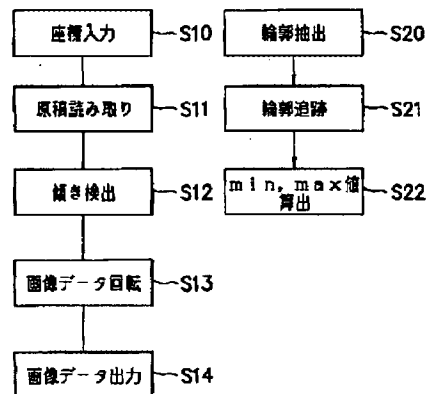 座標入力
S10
原稿読み取り
S11
傾き検出
S12
画像データ回転
S13
画像データ出力
S14
輪郭抽出
S20
輪郭追跡
S21
min, max値
算出
S22